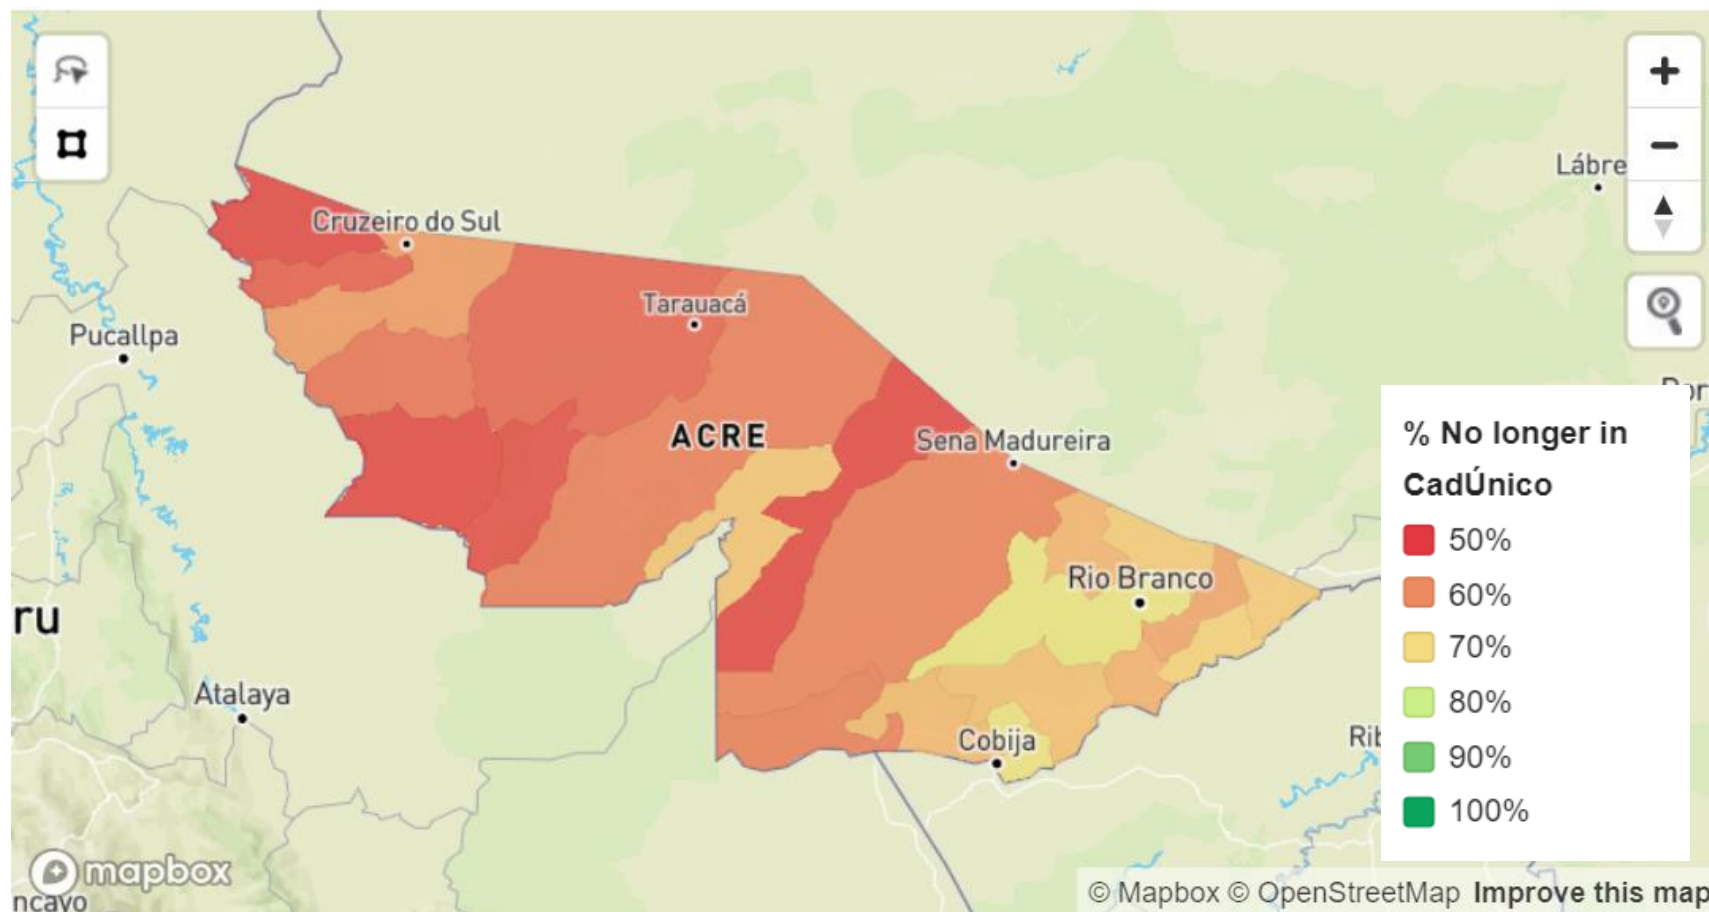 Lábre
Cruzeiro do Sul
Tarauacá
Pucallpa
ACRE
Sena Madureira
% No longer in
CadÚnico
50%
60%
70%
80%
90%
100%
Rio Branco
ru
Atalaya
Cobija
Rib
mapbox
ncayo
© Mapbox © OpenStreetMap Improve this map